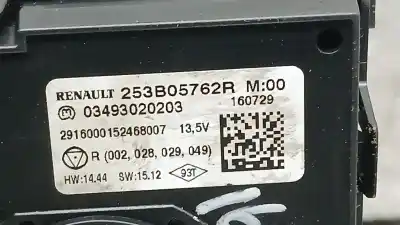 RENAULT 253B05762R M:00
03493020203 160729
2916000152468007 13,5V
R (002, 028, 029, 049)
HW:14.44 SW:15.12 93T